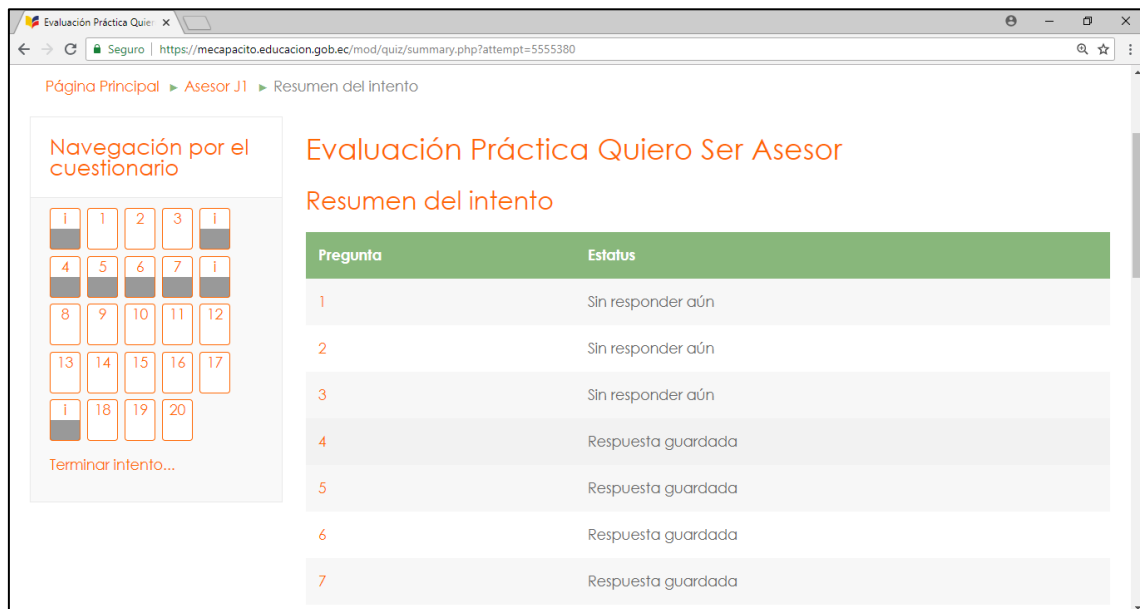 Evaluación Práctica Quier
Seguro | https://mecapacito.educacion.gob.ec/mod/quiz/summary.php?attempt=5555380
Página Principal ► Asesor J1 ► Resumen del intento
Navegación por el
cuestionario
i 1 2 3 i
4 5 6 7 i
8 9 10 11 12
13 14 15 16 17
i 18 19 20
Terminar intento...
Evaluación Práctica Quiero Ser Asesor
Resumen del intento
Pregunta Estatus
1 Sin responder aún
2 Sin responder aún
3 Sin responder aún
4 Respuesta guardada
5 Respuesta guardada
6 Respuesta guardada
7 Respuesta guardada